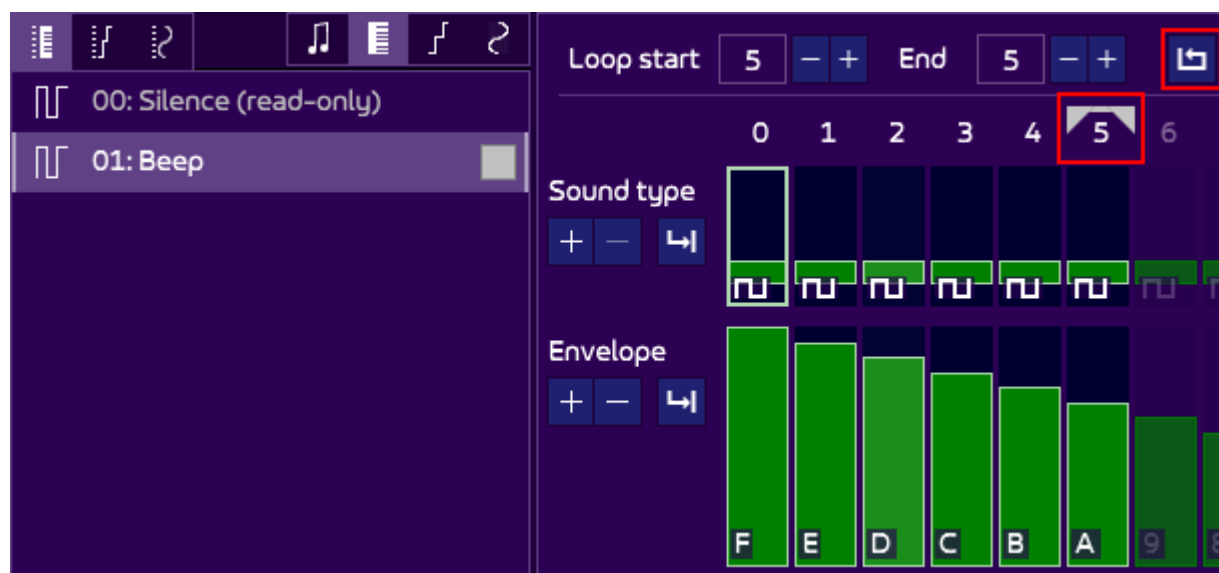 Loop start 5 − + End 5 − +
00: Silence (read-only)
01: Beep
0 1 2 3 4 5 6
Sound type
+ −
Envelope
+ −
F E D C B A 9 8